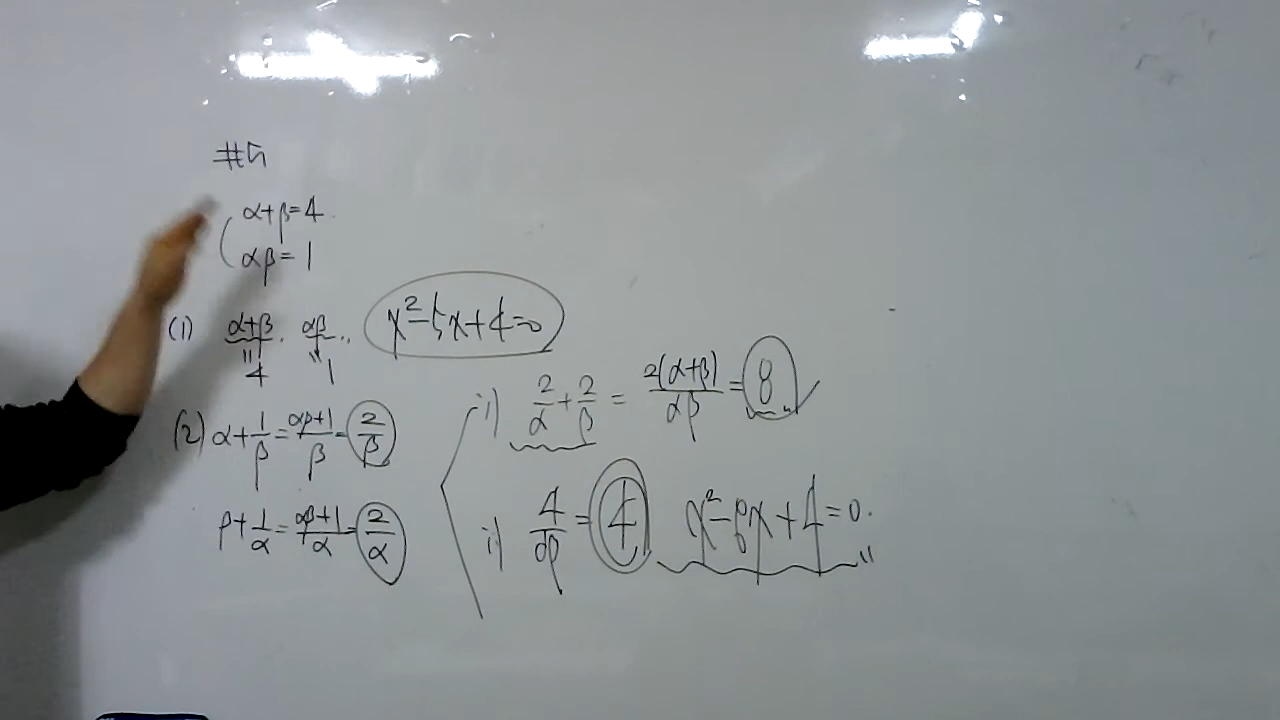 #5
α+β=4
αβ=1
(1) α+β, αβ.. x²-5x+4=0
" "
4 1
(2) α+1/β=αβ+1/β=2/β
β+1/α=αβ+1/α=2/α
i) 2/α+2/β=2(α+β)/αβ=8
i) 4/αβ=4 x²-8x+4=0. "